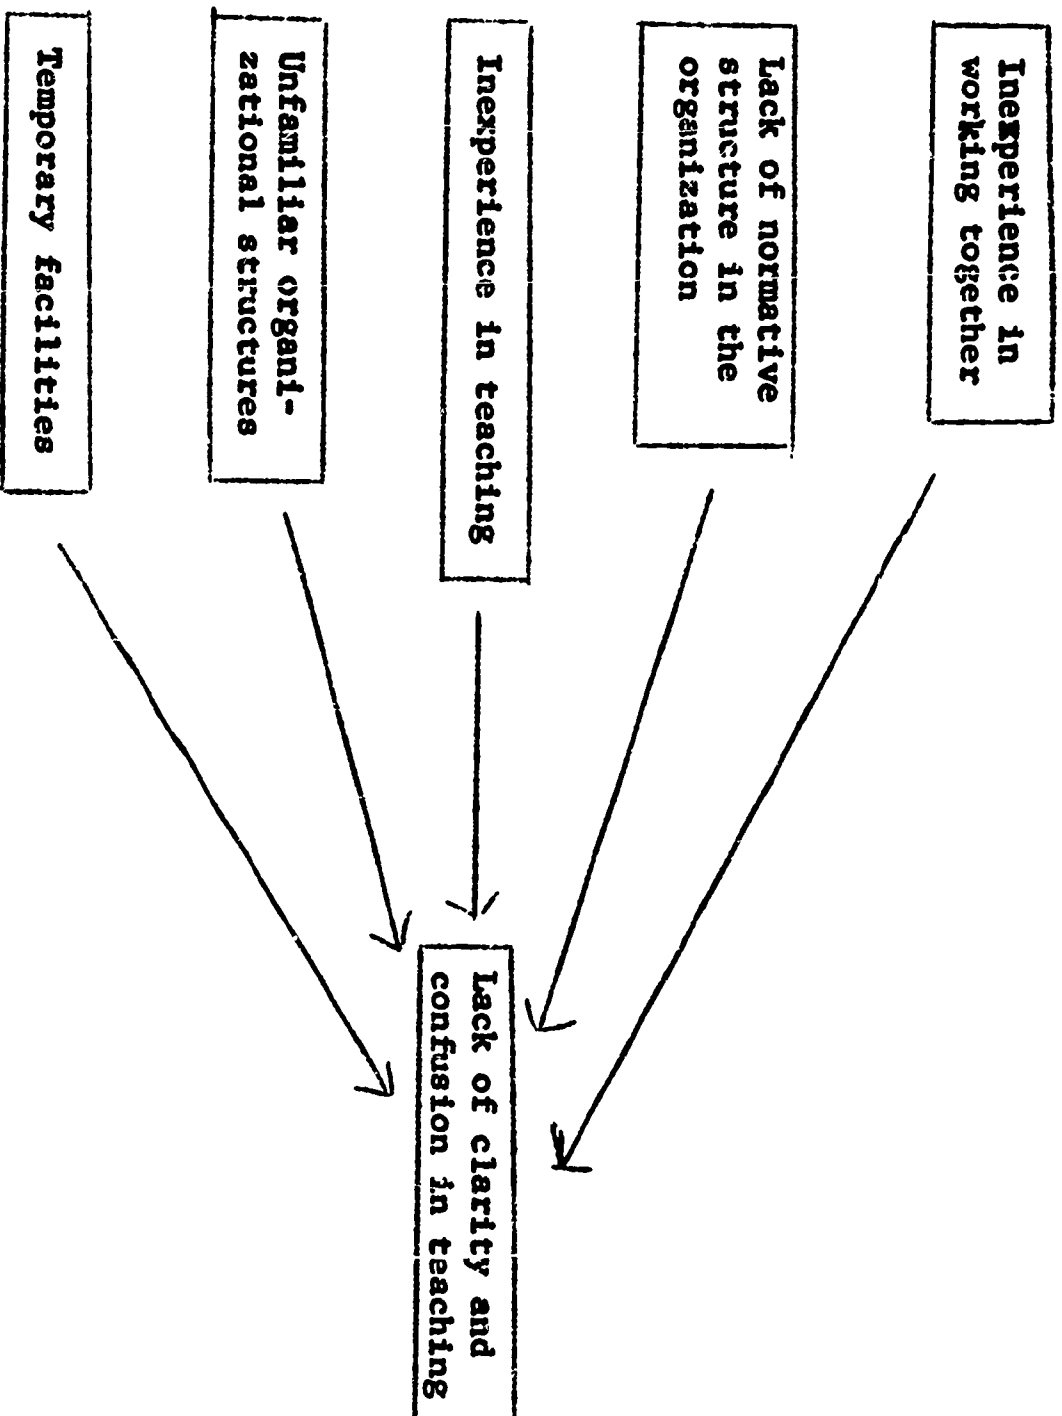 Inexperience in
working together
Lack of normative
structure in the
organization
Inexperience in teaching
Unfamiliar organi-
zational structures
Temporary facilities
Lack of clarity and
confusion in teaching